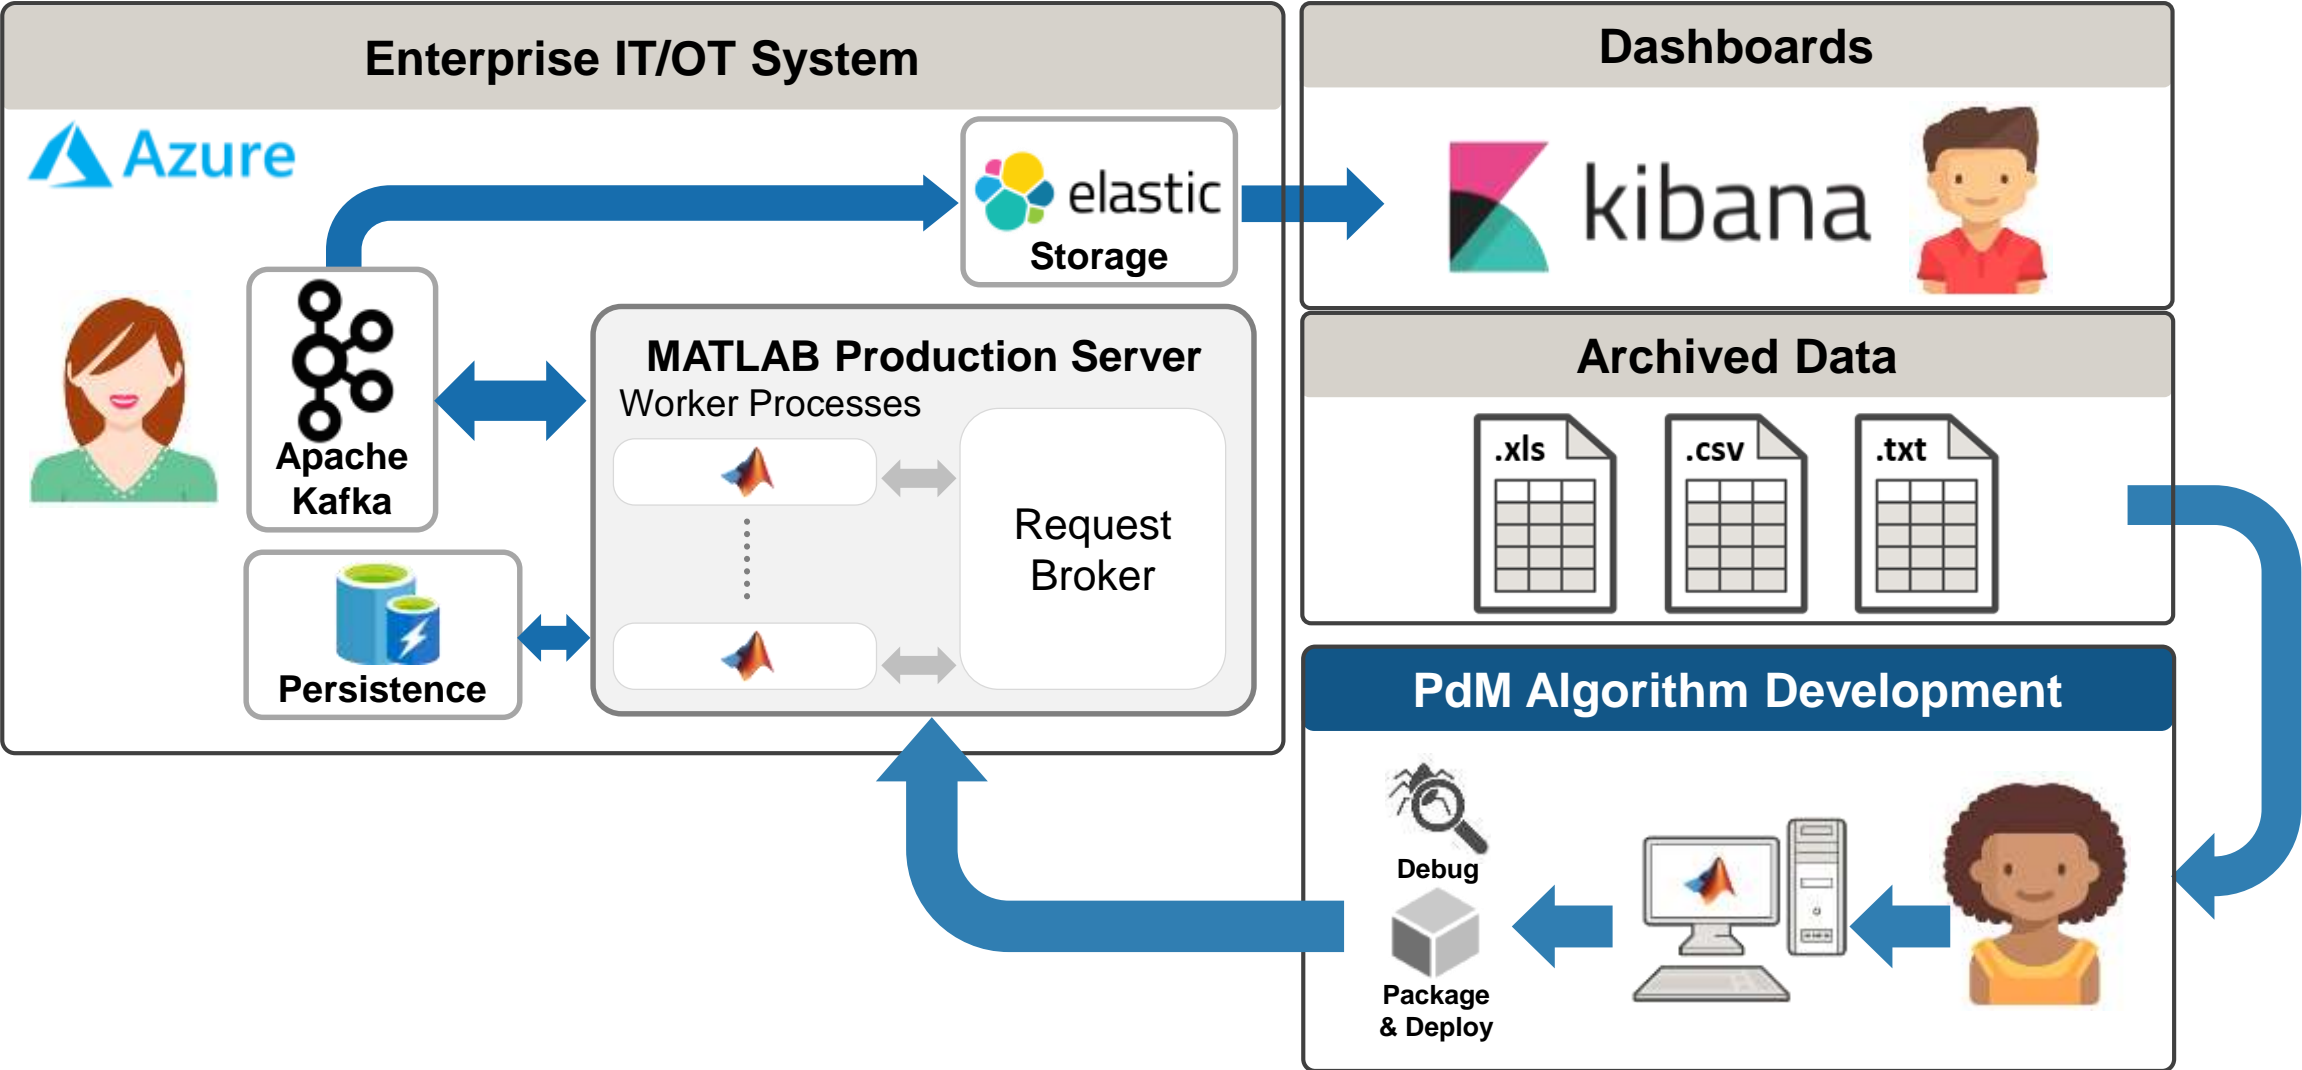 Enterprise IT/OT System
Azure
elastic
Storage
Apache
Kafka
MATLAB Production Server
Worker Processes
Request
Broker
Persistence
Dashboards
kibana
Archived Data
.xls
.csv
.txt
PdM Algorithm Development
Debug
Package
& Deploy